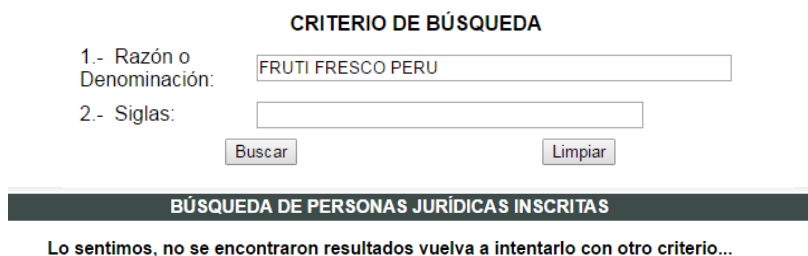 CRITERIO DE BÚSQUEDA
1.- Razón o
Denominación:
FRUTI FRESCO PERU
2.- Siglas:
Buscar
Limpiar
BÚSQUEDA DE PERSONAS JURÍDICAS INSCRITAS
Lo sentimos, no se encontraron resultados vuelva a intentarlo con otro criterio...